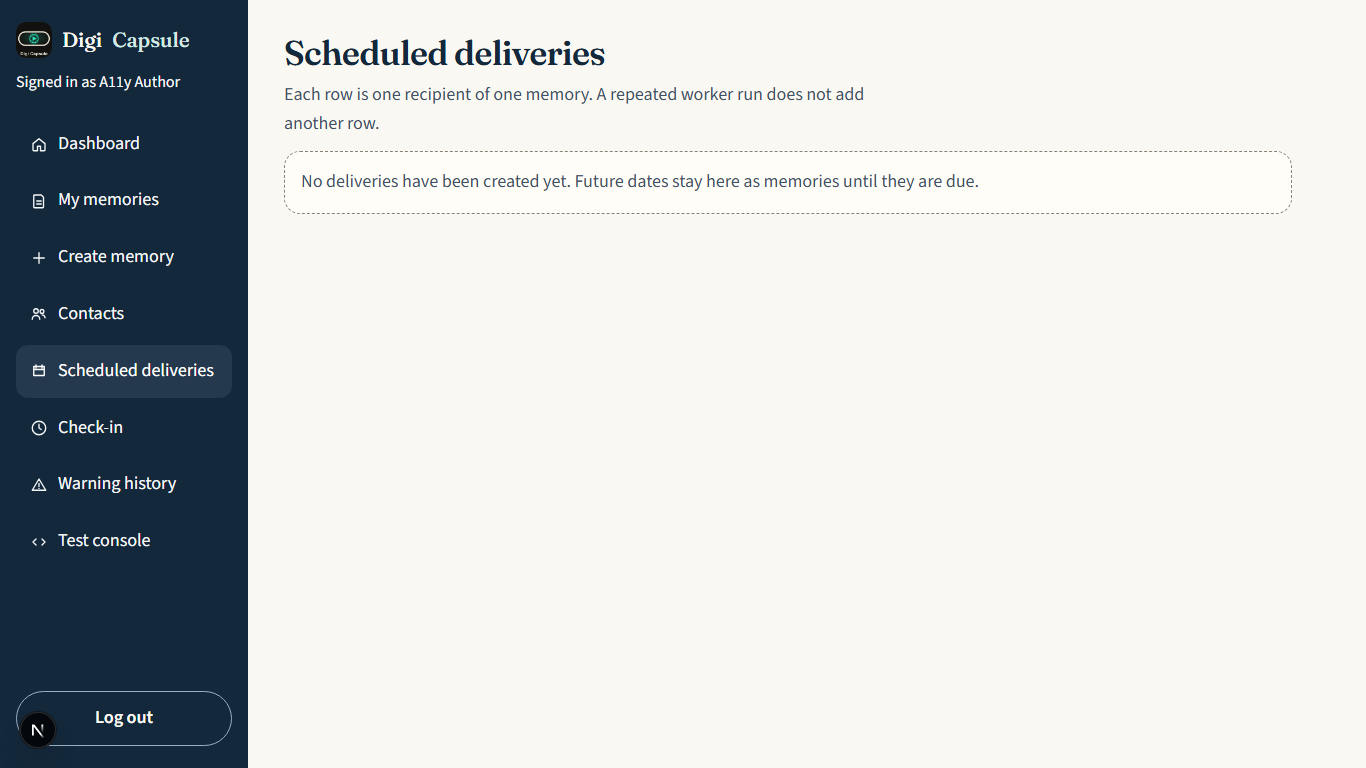 Digi Capsule
Digi Capsule
Signed in as A11y Author
Dashboard
My memories
Create memory
Contacts
Scheduled deliveries
Check-in
Warning history
Test console
Log out
N
Scheduled deliveries
Each row is one recipient of one memory. A repeated worker run does not add
another row.
No deliveries have been created yet. Future dates stay here as memories until they are due.